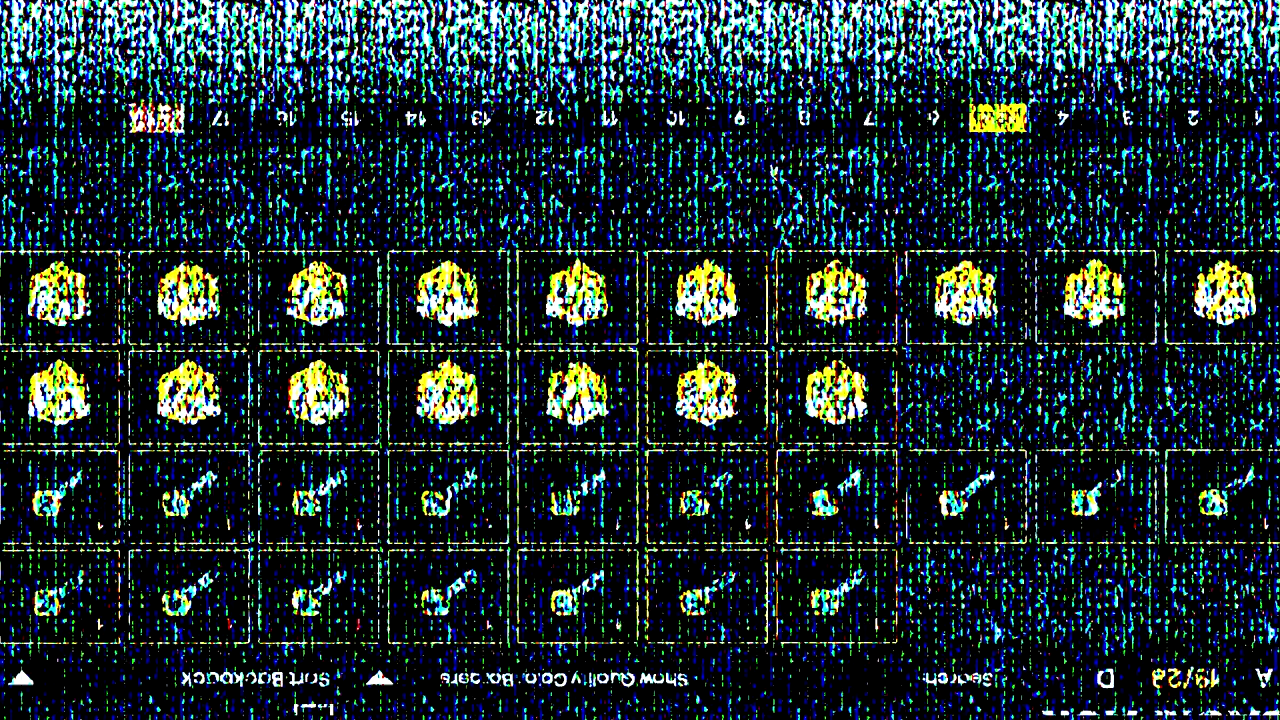 A 19/28 D Search Show Quality Color Borders Sort Backpack
1 2 3 4 6 7 8 9 10 11 12 13 14 15 16 17